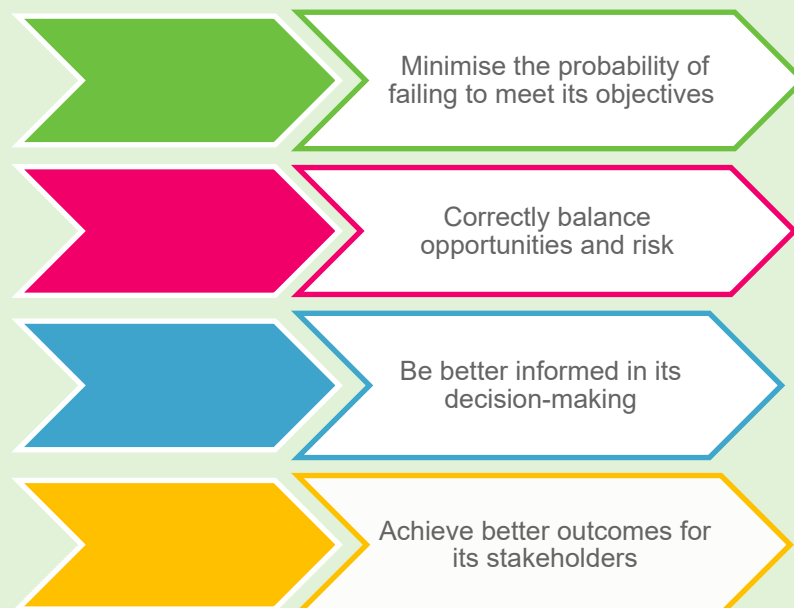 Minimise the probability of
failing to meet its objectives
Correctly balance
opportunities and risk
Be better informed in its
decision-making
Achieve better outcomes for
its stakeholders